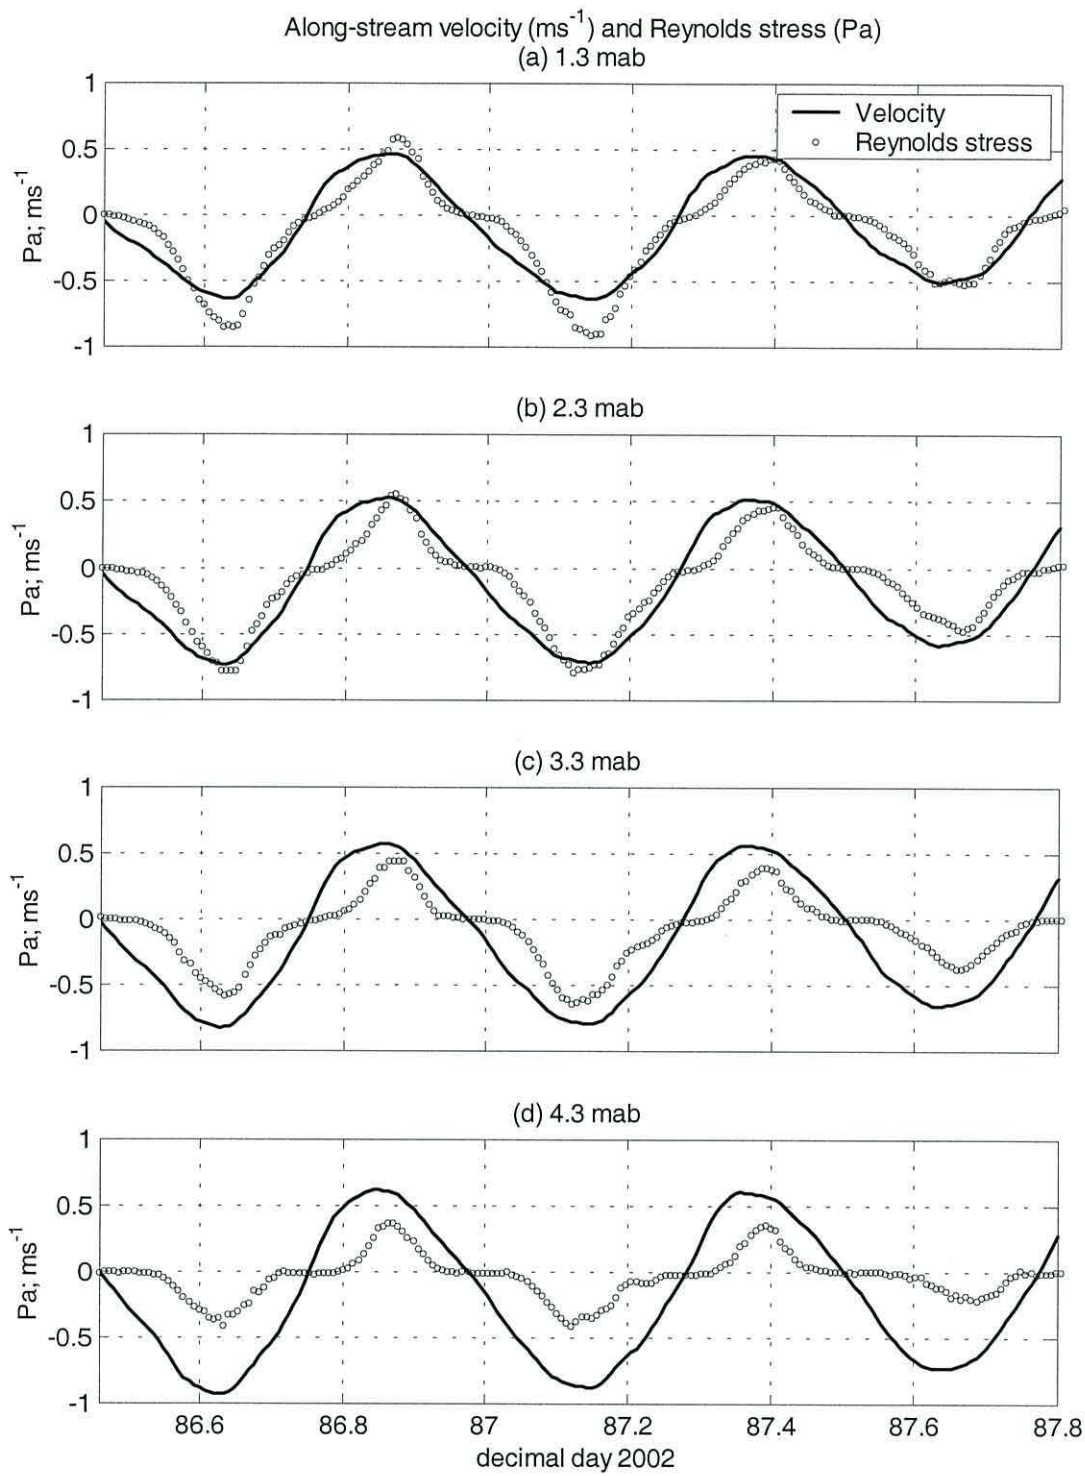 Along-stream velocity (ms⁻¹) and Reynolds stress (Pa)
(a) 1.3 mab
1
0.5
0
-0.5
-1
Pa; ms⁻¹
Velocity
Reynolds stress
(b) 2.3 mab
1
0.5
0
-0.5
-1
Pa; ms⁻¹
(c) 3.3 mab
1
0.5
0
-0.5
-1
Pa; ms⁻¹
(d) 4.3 mab
1
0.5
0
-0.5
-1
Pa; ms⁻¹
86.6 86.8 87 87.2 87.4 87.6 87.8
decimal day 2002